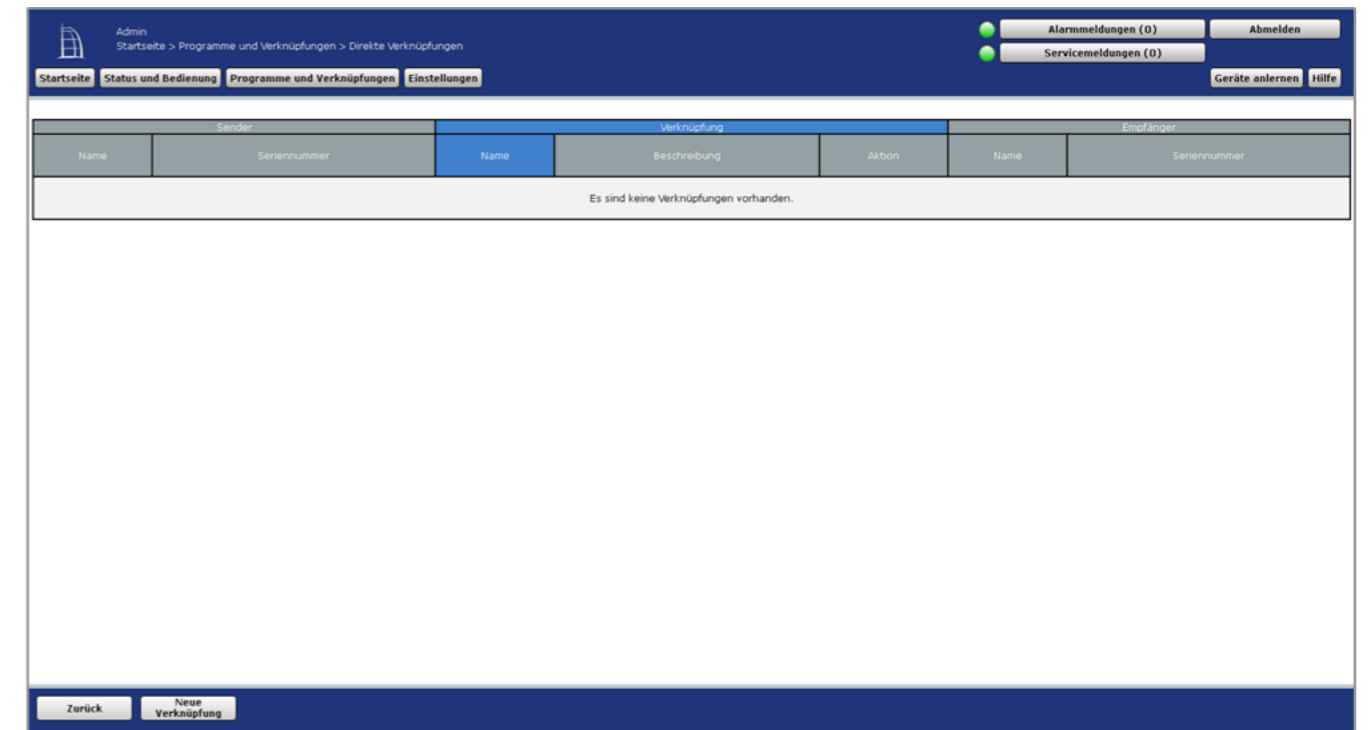 Admin
Startseite > Programme und Verknüpfungen > Direkte Verknüpfungen
Alarmmeldungen (0) Abmelden
Servicemeldungen (0)
Startseite Status und Bedienung Programme und Verknüpfungen Einstellungen Geräte anlernen Hilfe
Sender Verknüpfung Empfänger
Name Seriennummer Name Beschreibung Aktion Name Seriennummer
Es sind keine Verknüpfungen vorhanden.
Zurück Neue
Verknüpfung